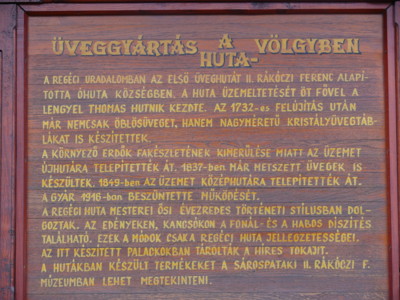 ÜVEGGYÁRTÁS A VÖLGYBEN
HUTA-
A REGÉCI URADALOMBAN AZ ELSŐ ÜVEGHUTÁT II. RÁKÓCZI FERENC ALAPÍ-
TOTTA ÓHUTA KÖZSÉGBEN. A HUTA ÜZEMELTETÉSÉT ÖT FŐVEL A
LENGYEL THOMAS HUTNIK KEZDTE. AZ 1732-es FELÚJÍTÁS UTÁN
MÁR NEMCSAK ÖBLÖSÜVEGET, HANEM NAGYMÉRETŰ KRISTÁLYÜVEGTÁB-
LÁKAT IS KÉSZÍTETTEK.
A KÖRNYEZŐ ERDŐK FAKÉSZLETÉNEK KIMERÜLÉSE MIATT AZ ÜZEMET
ÚJHUTÁRA TELEPÍTETTÉK ÁT. 1837-ben MÁR METSZETT ÜVEGEK IS
KÉSZÜLTEK. 1849-ben AZ ÜZEMET KÖZÉPHUTÁRA TELEPÍTETTÉK ÁT.
A GYÁR 1916-ban BESZÜNTETTE MŰKÖDÉSÉT.
A REGÉCI HUTA MESTEREI ŐSI ÉVEZREDES TÖRTÉNETI STÍLUSBAN DOL-
GOZTAK. AZ EDÉNYEKEN, KANCSÓKON A FONÁL- ÉS A HABOS DÍSZÍTÉS
TALÁLHATÓ. EZEK A MÓDOK CSAK A REGÉCI HUTA JELLEGZETESSÉGEI.
AZ ITT KÉSZÍTETT PALACKOKBAN TÁROLTÁK A HÍRES TOKAJIT.
A HUTÁKBAN KÉSZÜLT TERMÉKEKET A SÁROSPATAKI II. RÁKÓCZI F.
MÚZEUMBAN LEHET MEGTEKINTENI.